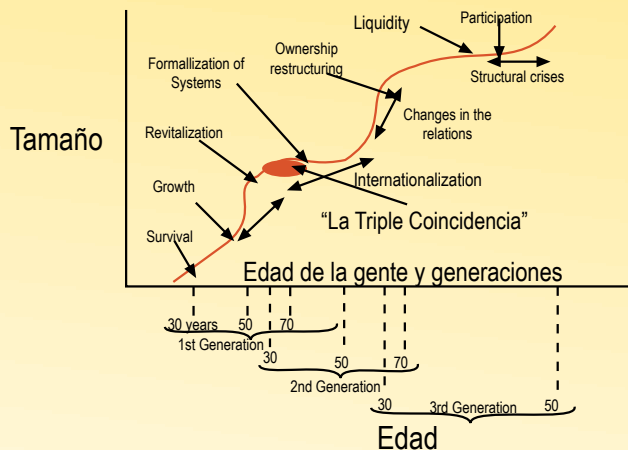 Participation
Liquidity
Ownership
restructuring
Formallization of
Systems
Structural crises
Changes in the
relations
Tamaño
Revitalization
Internationalization
Growth
“La Triple Coincidencia”
Survival
Edad de la gente y generaciones
30 years 50 70
1st Generation
30 50 70
2nd Generation
30 3rd Generation 50
Edad